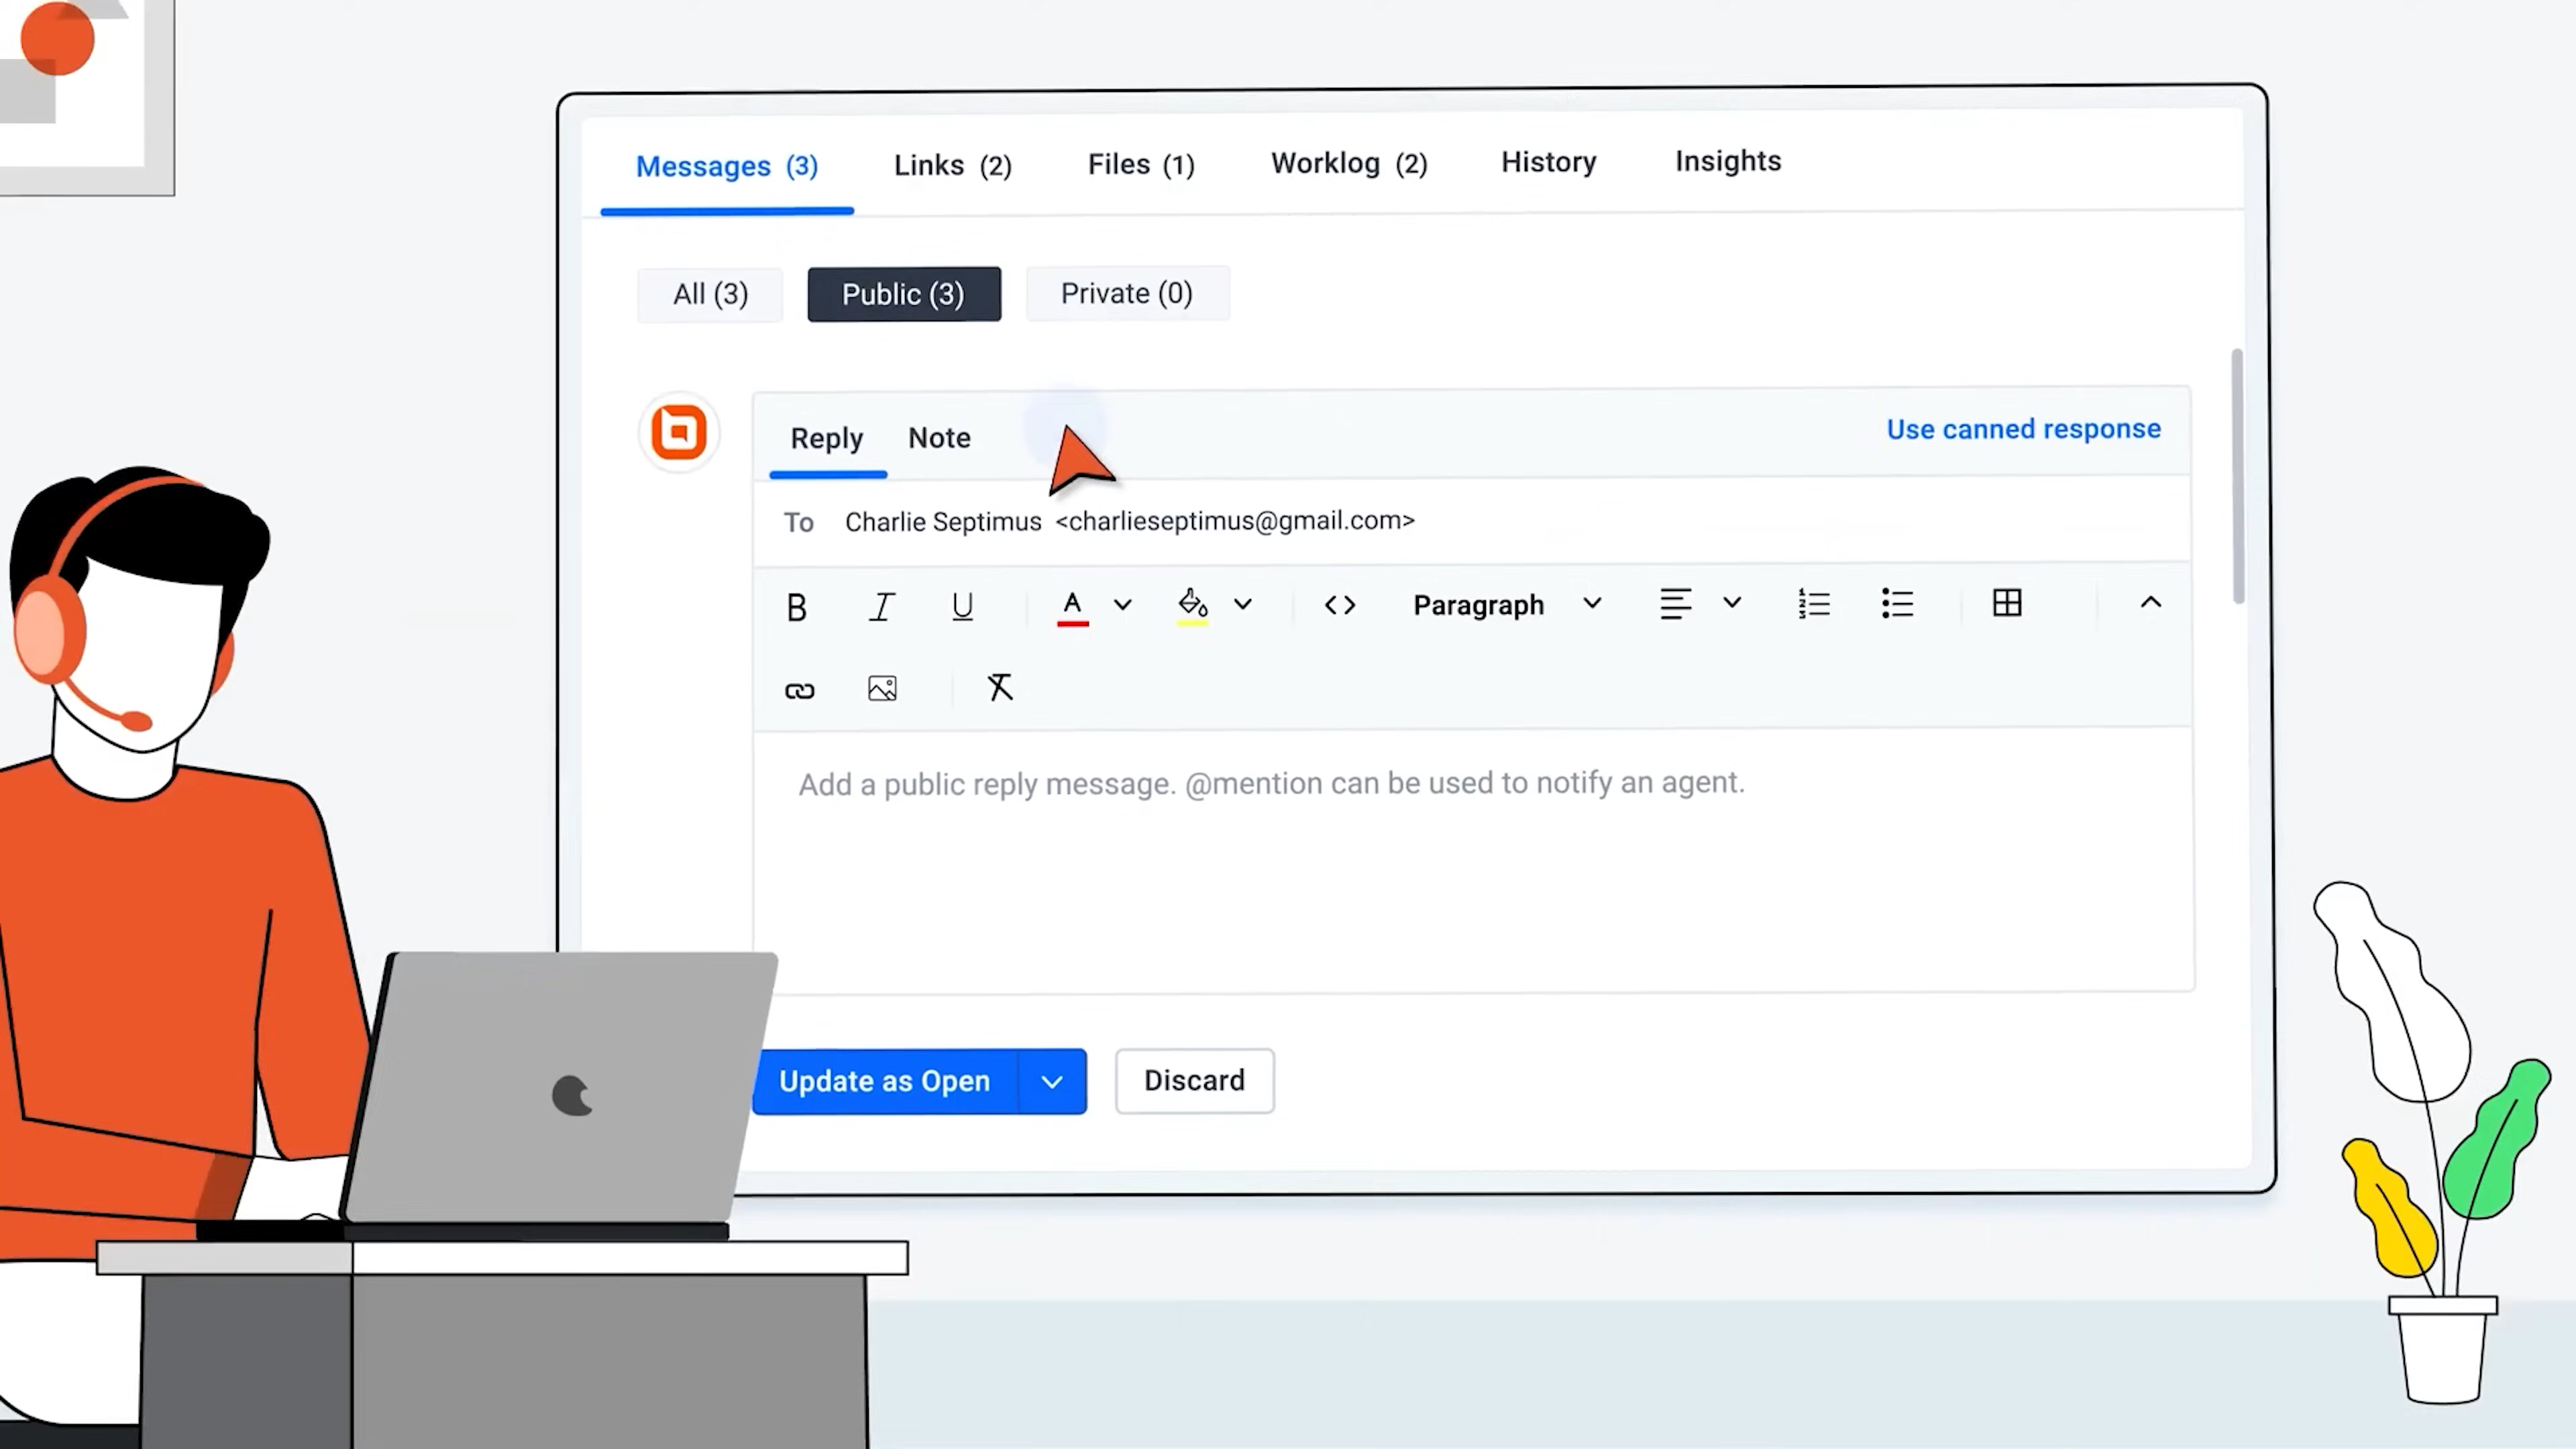 Messages (3) Links (2) Files (1) Worklog (2) History Insights
All (3) Public (3) Private (0)
Reply Note Use canned response
To Charlie Septimus <charlieseptimus@gmail.com>
B I U A Paragraph
Add a public reply message. @mention can be used to notify an agent.
Update as Open Discard